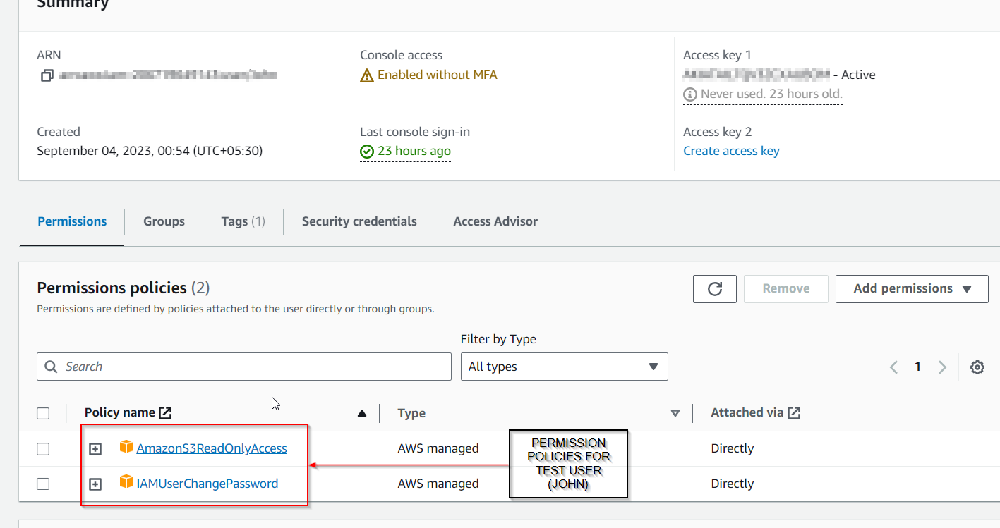 Summary
ARN
Console access
Access key 1
Enabled without MFA
- Active
Never used. 23 hours old.
Created
Last console sign-in
Access key 2
September 04, 2023, 00:54 (UTC+05:30)
23 hours ago
Create access key
Permissions
Groups
Tags (1)
Security credentials
Access Advisor
Permissions policies (2)
Remove
Add permissions
Permissions are defined by policies attached to the user directly or through groups.
Filter by Type
Search
All types
1
Policy name
Type
Attached via
AmazonS3ReadOnlyAccess
AWS managed
Directly
IAMUserChangePassword
AWS managed
Directly
PERMISSION
POLICIES FOR
TEST USER
(JOHN)